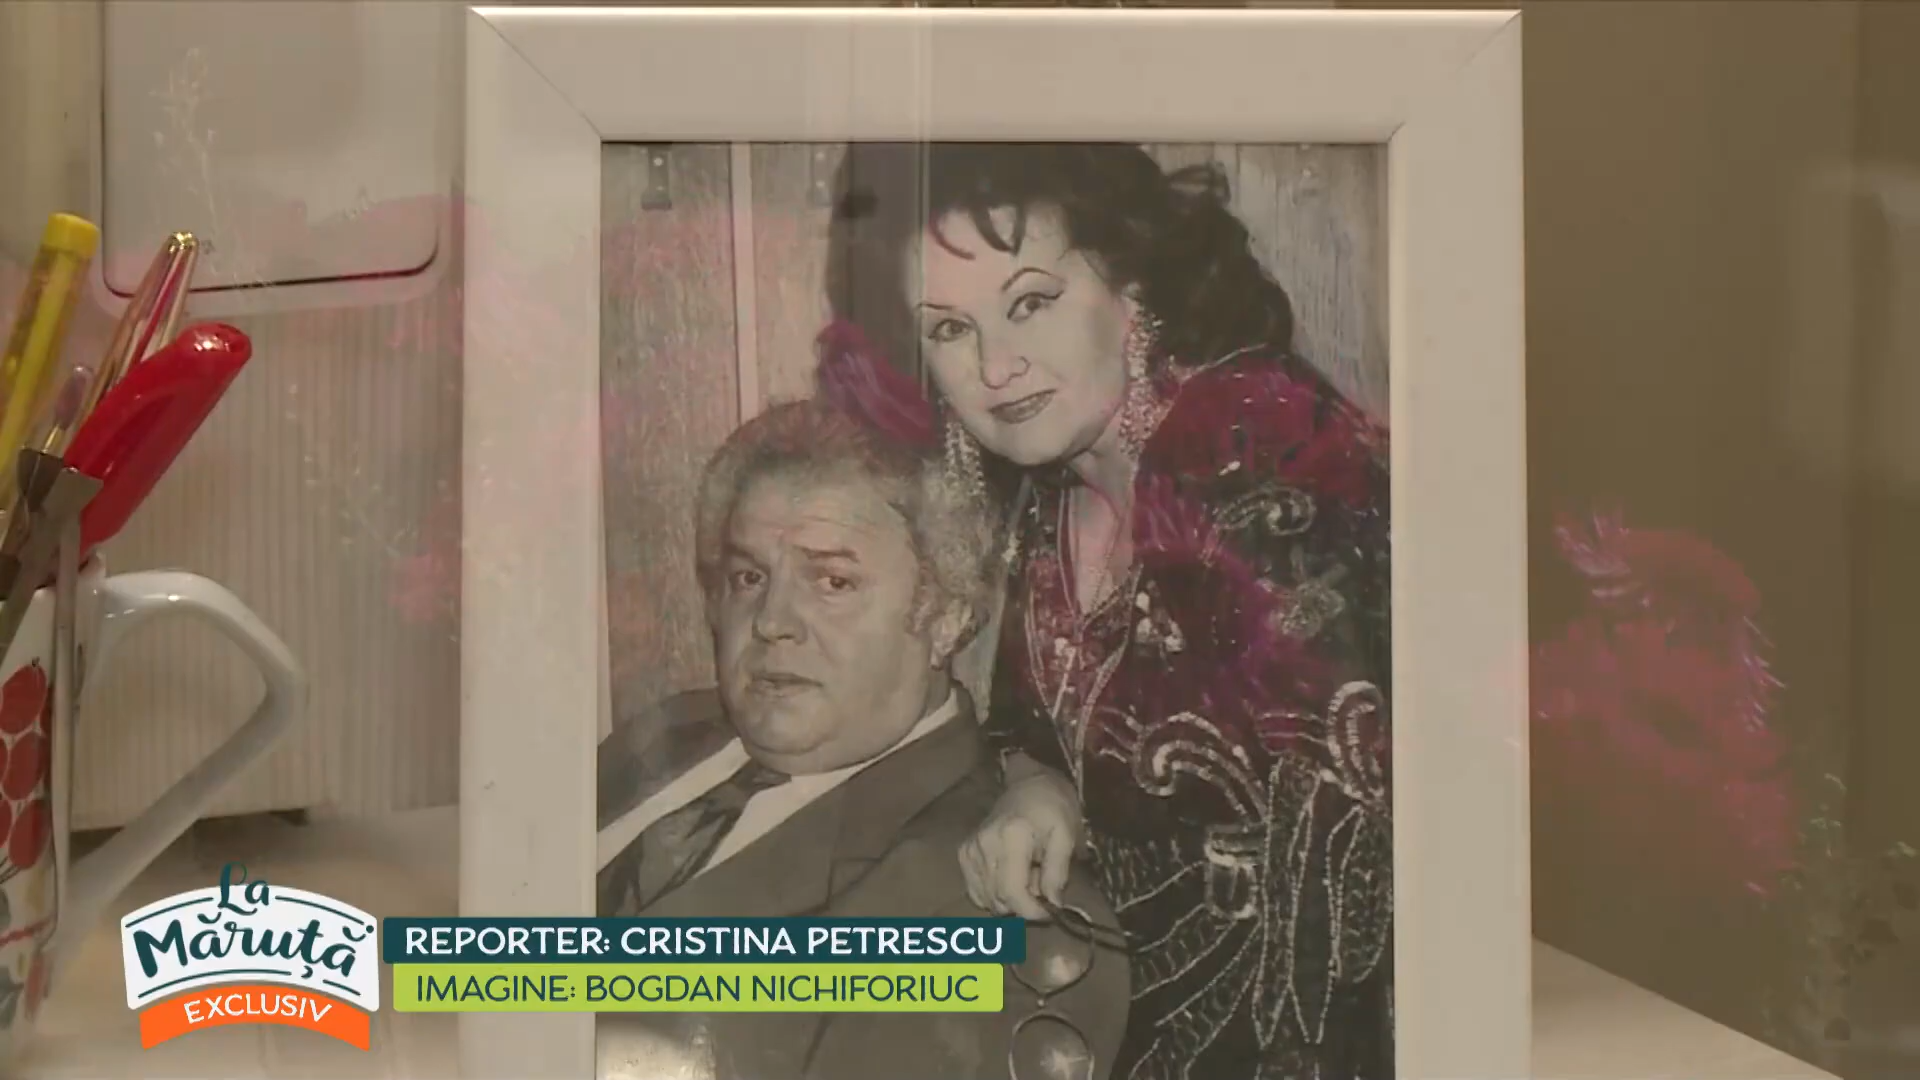 La
Măruță
EXCLUSIV
REPORTER: CRISTINA PETRESCU
IMAGINE: BOGDAN NICHIFORIUC